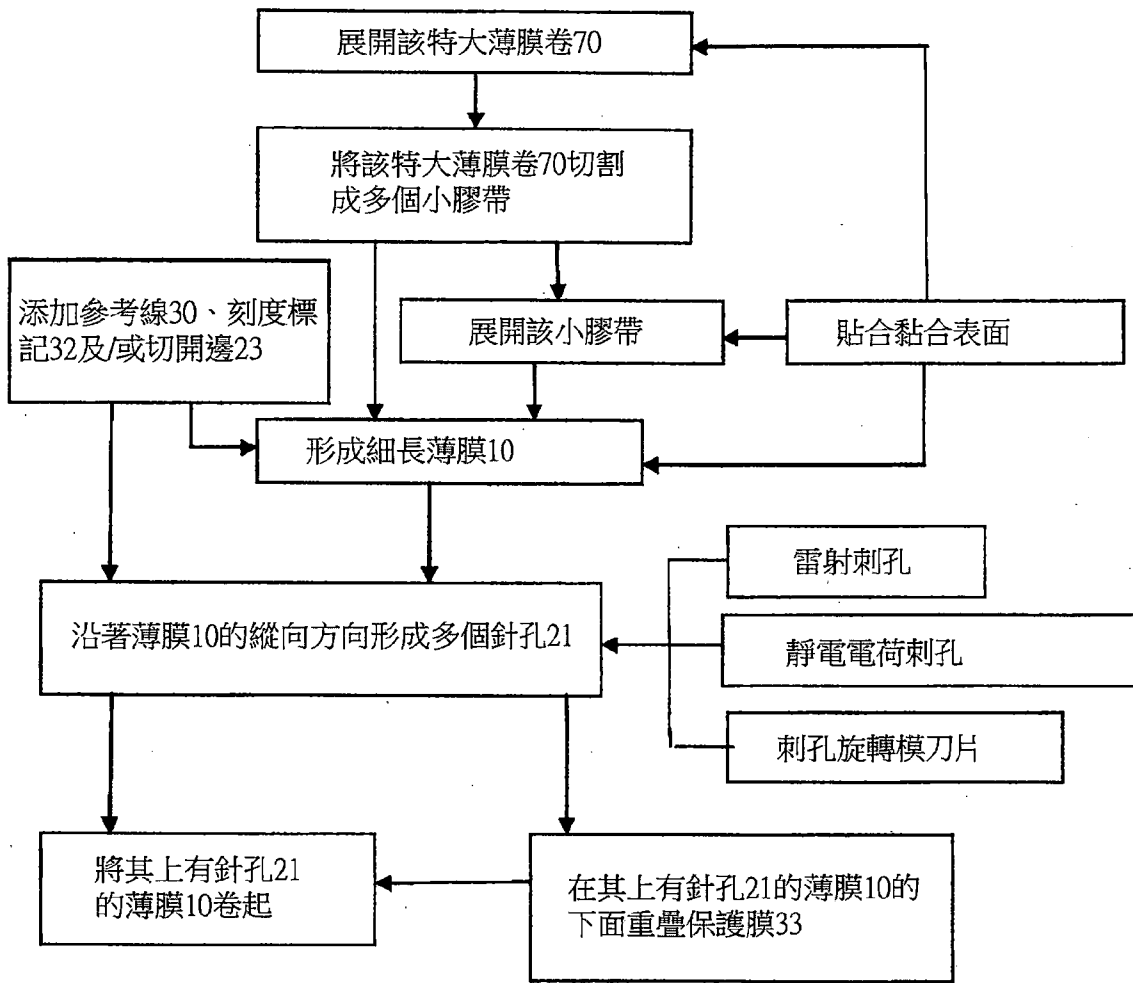 展開該特大薄膜卷70
將該特大薄膜卷70切割
成多個小膠帶
添加參考線30、刻度標
記32及/或切開邊23
展開該小膠帶
貼合黏合表面
形成細長薄膜10
雷射刺孔
沿著薄膜10的縱向方向形成多個針孔21
靜電電荷刺孔
刺孔旋轉模刀片
將其上有針孔21
的薄膜10卷起
在其上有針孔21的薄膜10的
下面重疊保護膜33